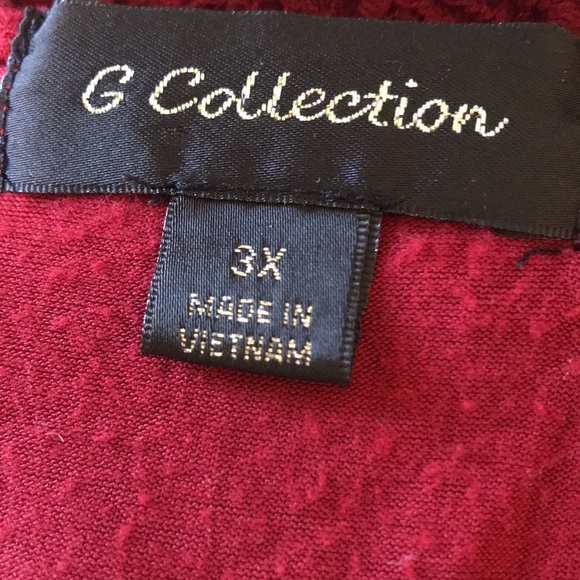 G Collection
3X
MADE IN
VIETNAM